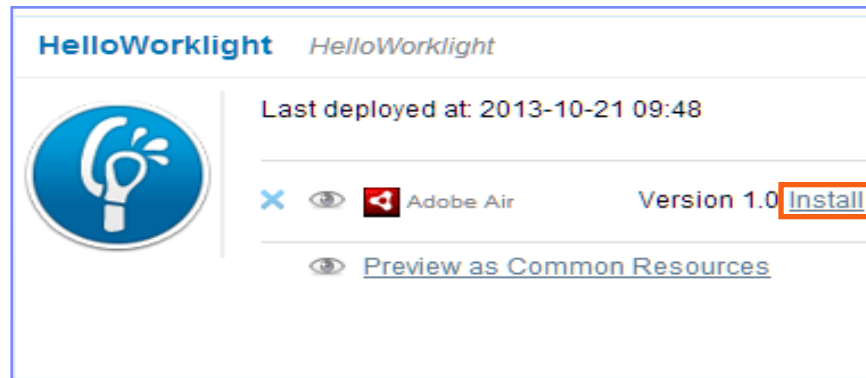 HelloWorklight HelloWorklight
Last deployed at: 2013-10-21 09:48
Adobe Air Version 1.0 Install
Preview as Common Resources